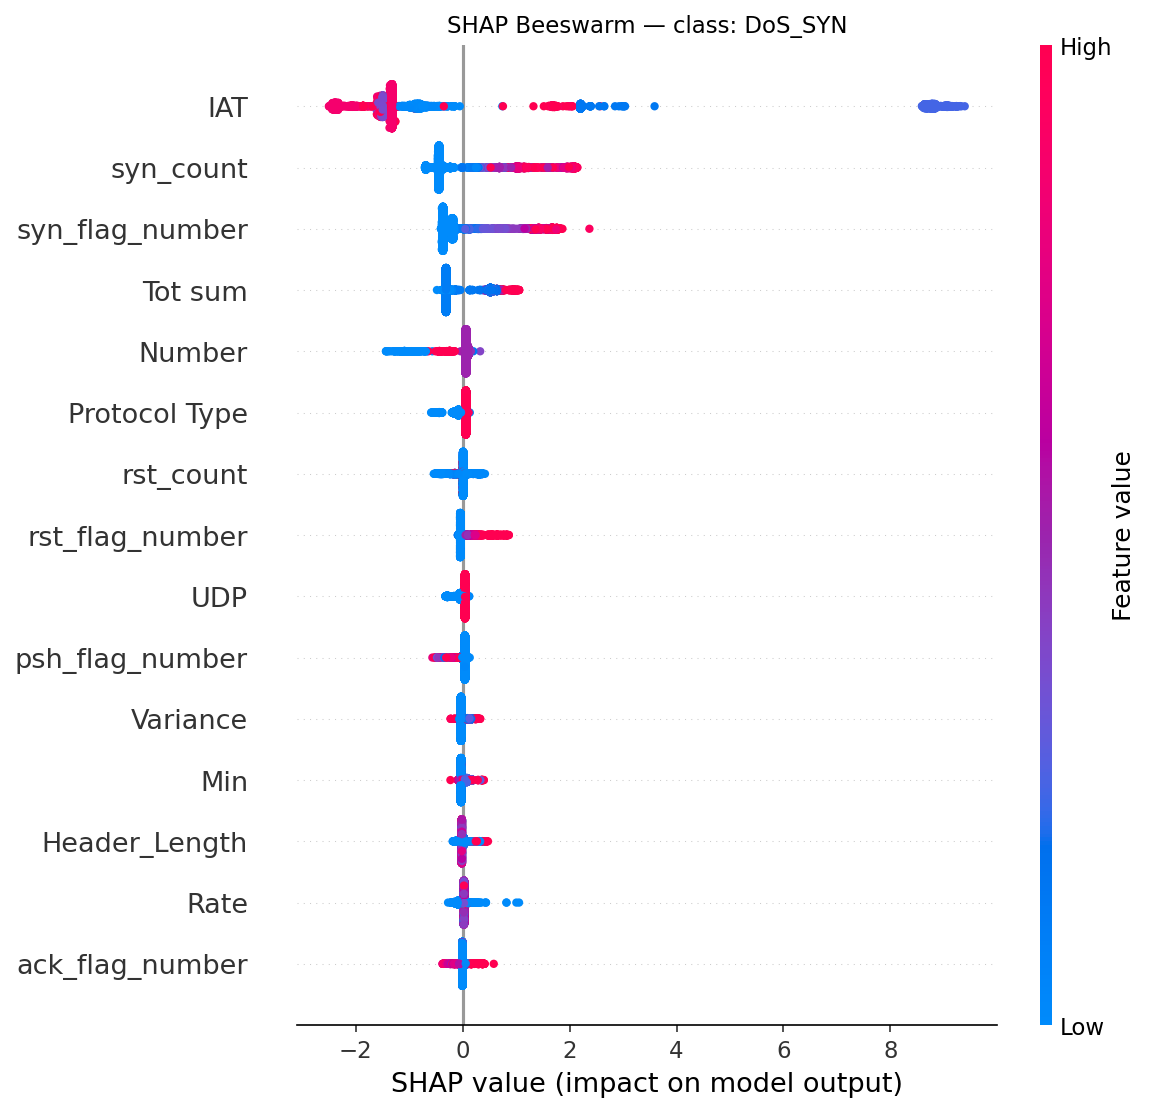 SHAP Beeswarm — class: DoS_SYN
High
IAT
syn_count
syn_flag_number
Tot sum
Number
Protocol Type
rst_count
rst_flag_number
UDP
psh_flag_number
Variance
Min
Header_Length
Rate
ack_flag_number
Feature value
Low
−2 0 2 4 6 8
SHAP value (impact on model output)